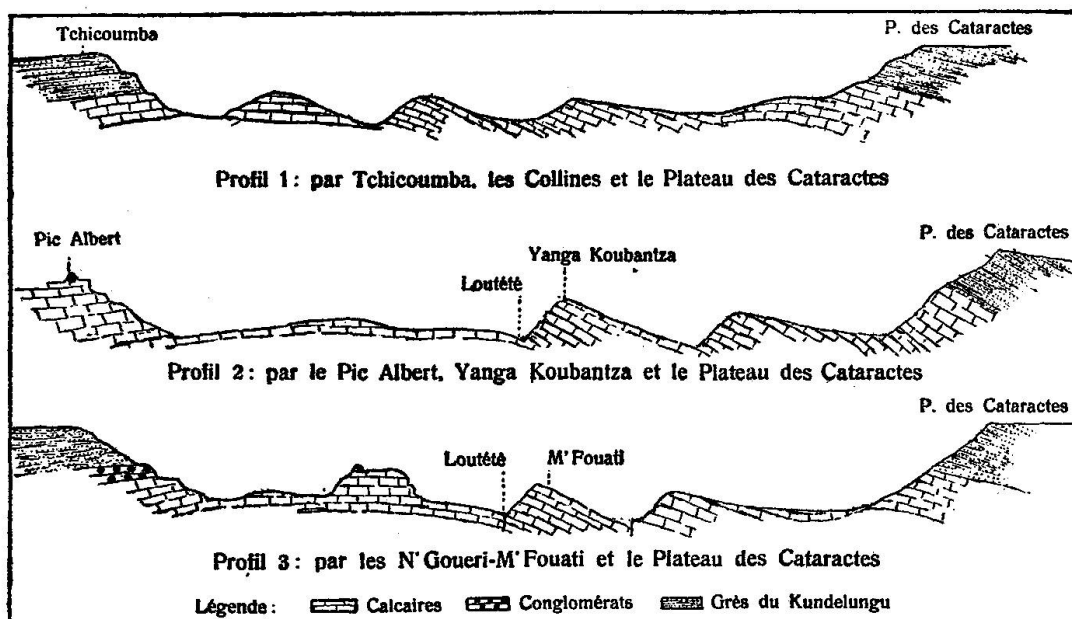 Tchicoumba
P. des Cataractes
Profil 1 : par Tchicoumba, les Collines et le Plateau des Cataractes
Pic Albert
P. des Cataractes
Yanga Koubantza
Loutété
Profil 2 : par le Pic Albert, Yanga Koubantza et le Plateau des Cataractes
P. des Cataractes
Loutété
M'Fouati
Profil 3 : par les N'Goueri-M'Fouati et le Plateau des Cataractes
Légende : Calcaires Conglomérats Grès du Kundelungu